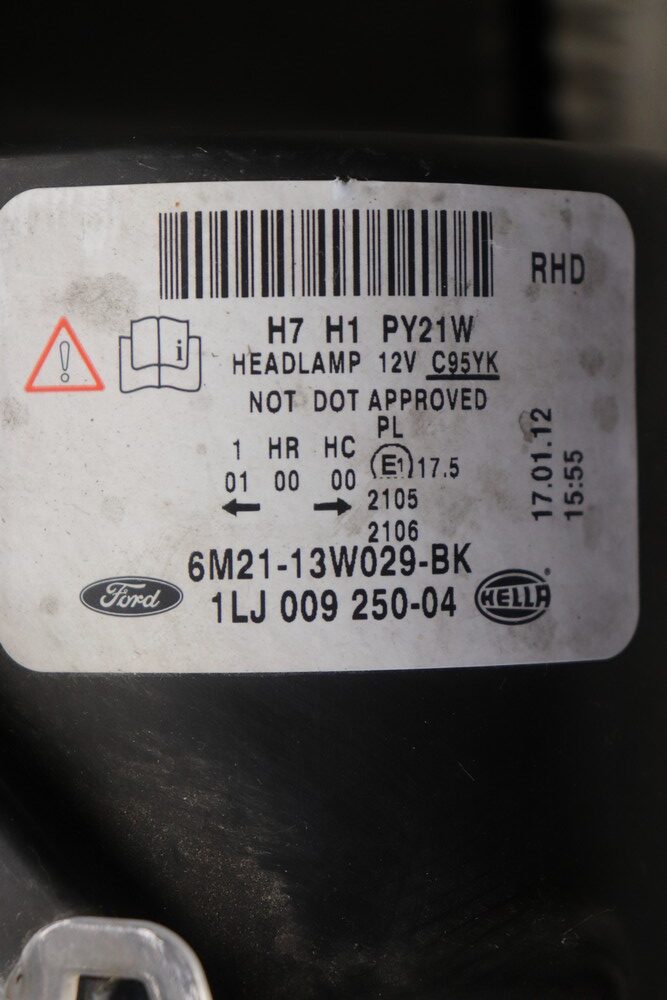 RHD
H7 H1 PY21W
HEADLAMP 12V C95YK
NOT DOT APPROVED
PL
1 HR HC E1 17.5
01 00 00
2105
2106
17.01.12
15:55
6M21-13W029-BK
Ford
1LJ 009 250-04
HELLA®
i